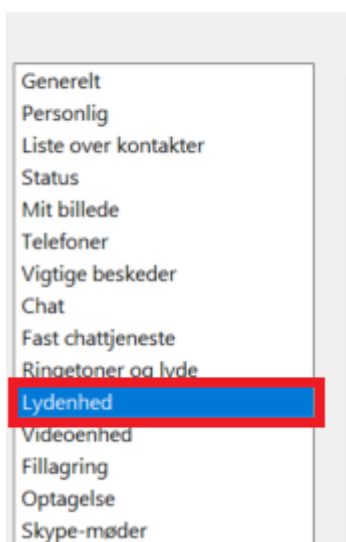 Generelt
Personlig
Liste over kontakter
Status
Mit billede
Telefoner
Vigtige beskeder
Chat
Fast chattjeneste
Ringetoner og lyde
Lydenhed
Videoenhed
Fillagring
Optagelse
Skype-møder